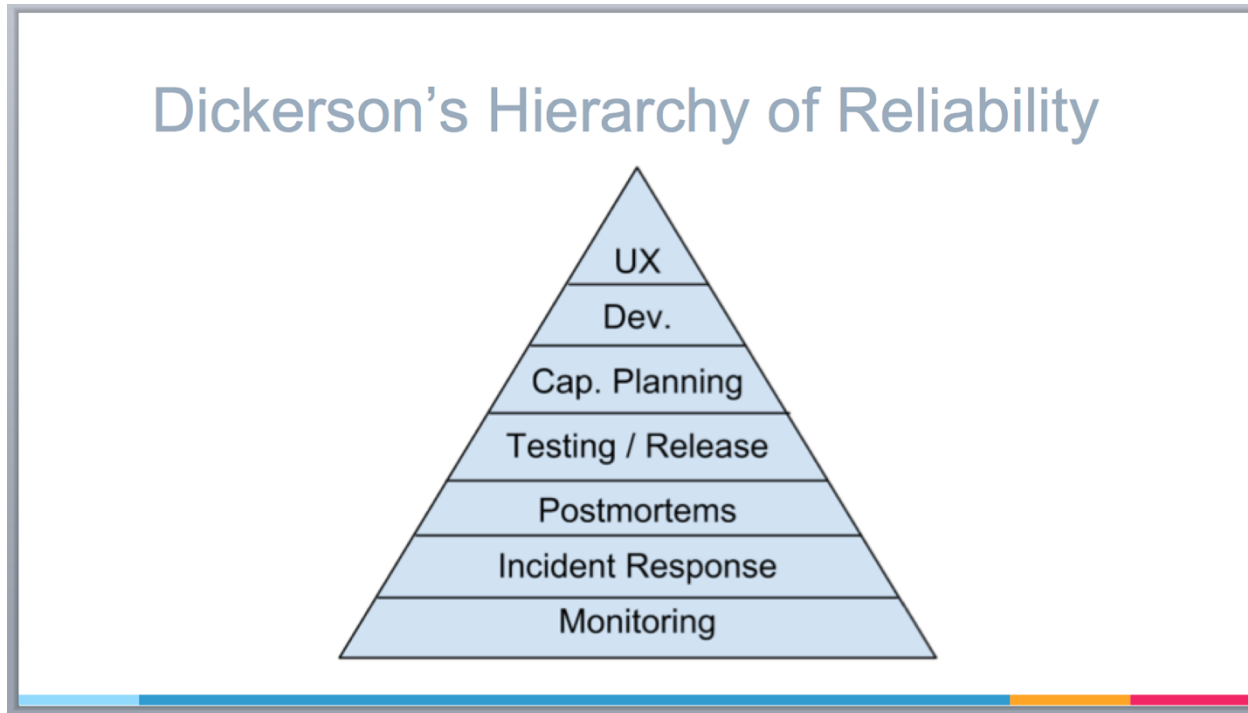 Dickerson’s Hierarchy of Reliability
UX
Dev.
Cap. Planning
Testing / Release
Postmortems
Incident Response
Monitoring